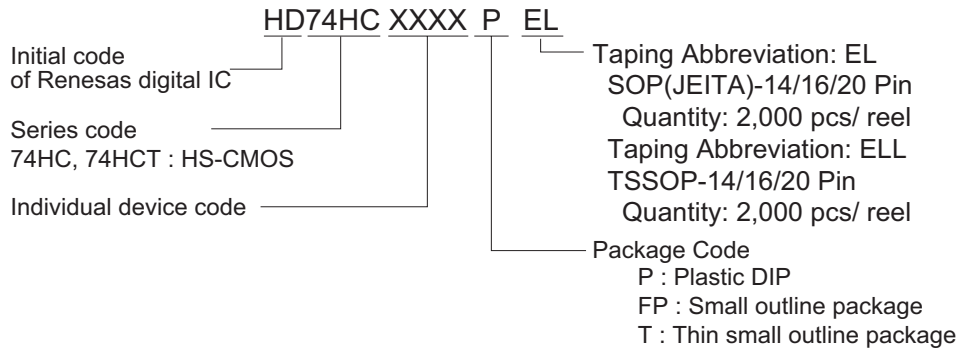 HD74HC XXXX P EL
Initial code
of Renesas digital IC
Series code
74HC, 74HCT : HS-CMOS
Individual device code
Taping Abbreviation: EL
SOP(JEITA)-14/16/20 Pin
Quantity: 2,000 pcs/ reel
Taping Abbreviation: ELL
TSSOP-14/16/20 Pin
Quantity: 2,000 pcs/ reel
Package Code
P : Plastic DIP
FP : Small outline package
T : Thin small outline package